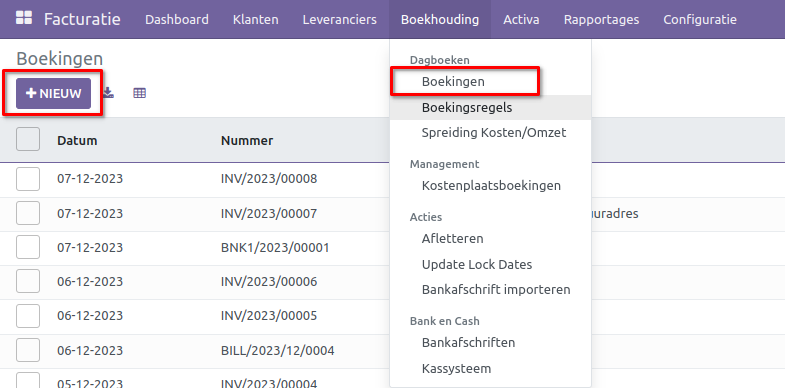 Facturatie Dashboard Klanten Leveranciers Boekhouding Activa Rapportages Configuratie
Boekingen
+ NIEUW
Datum Nummer
07-12-2023 INV/2023/00008
07-12-2023 INV/2023/00007 uuradres
07-12-2023 BNK1/2023/00001
06-12-2023 INV/2023/00006
06-12-2023 INV/2023/00005
06-12-2023 BILL/2023/12/0004
05-12-2023 INV/2023/00004
Dagboeken
Boekingen
Boekingsregels
Spreiding Kosten/Omzet
Management
Kostenplaatsboekingen
Acties
Afletteren
Update Lock Dates
Bankafschrift importeren
Bank en Cash
Bankafschriften
Kassysteem